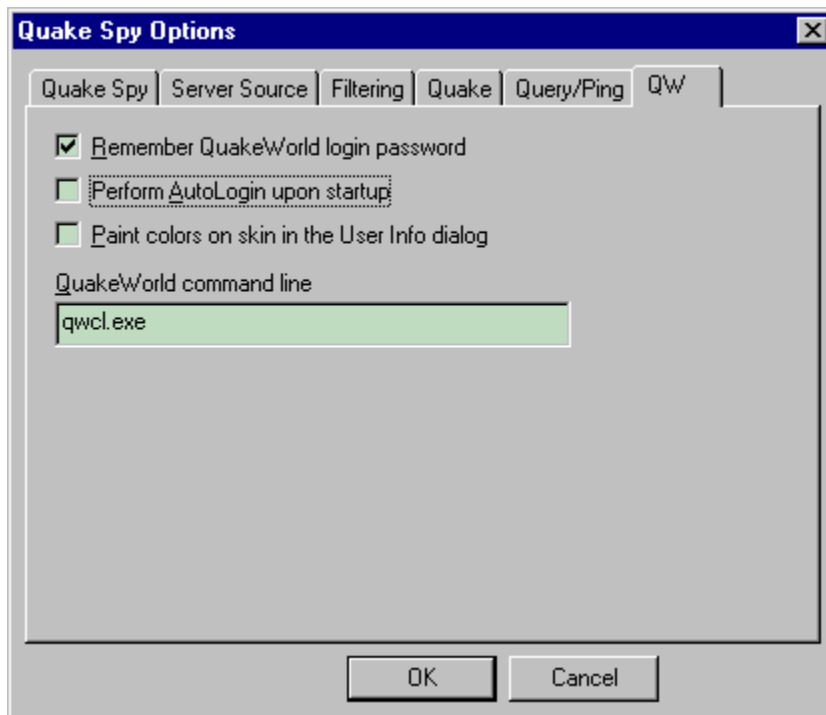 Quake Spy Options
Quake Spy Server Source Filtering Quake Query/Ping QW
Remember QuakeWorld login password
Perform AutoLogin upon startup
Paint colors on skin in the User Info dialog
QuakeWorld command line
qwcl.exe
OK Cancel